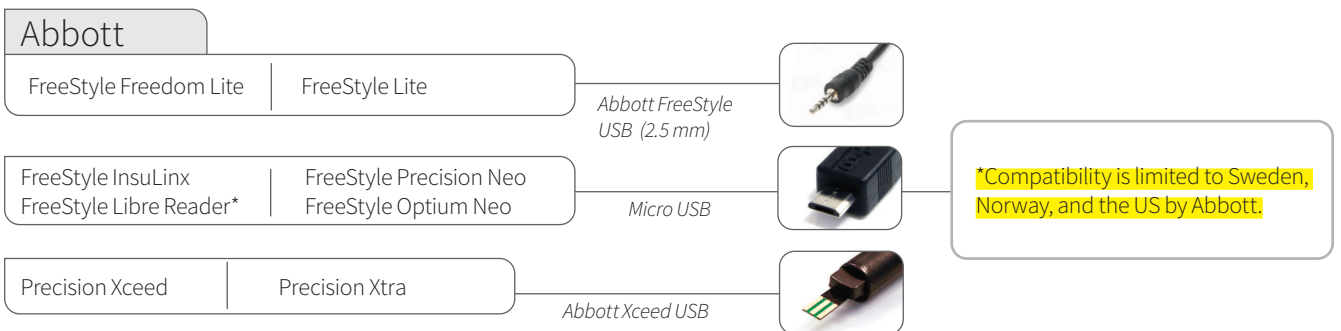 Abbott
FreeStyle Freedom Lite FreeStyle Lite
Abbott FreeStyle
USB (2.5 mm)
FreeStyle InsuLinx FreeStyle Precision Neo
FreeStyle Libre Reader* FreeStyle Optium Neo
Micro USB
*Compatibility is limited to Sweden,
Norway, and the US by Abbott.
Precision Xceed Precision Xtra
Abbott Xceed USB